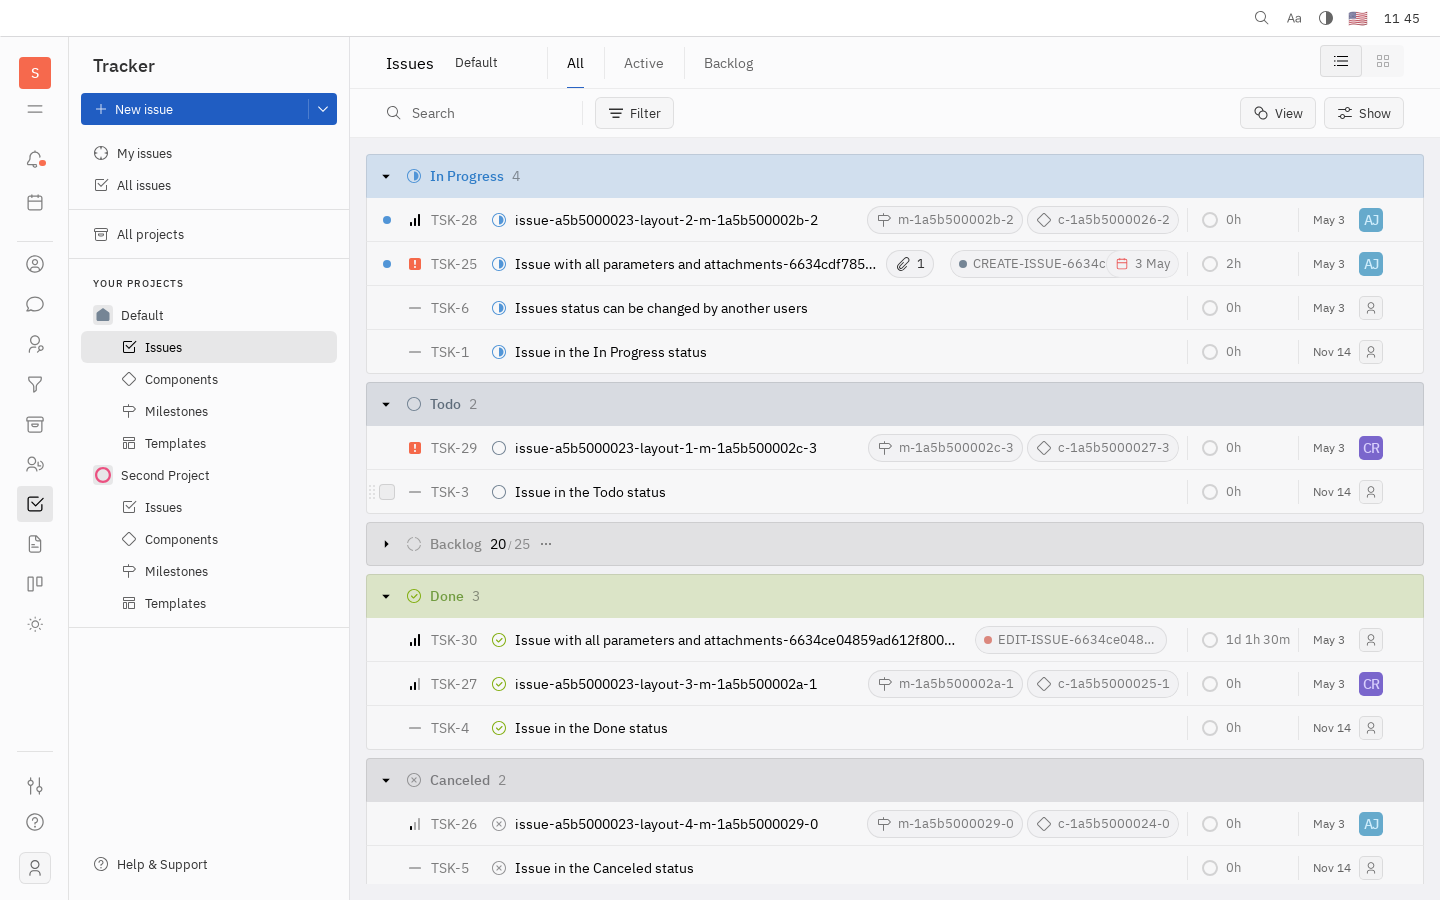 Aa 11 45
S
Tracker
New issue
My issues
All issues
All projects
YOUR PROJECTS
Default
Issues
Components
Milestones
Templates
Second Project
Issues
Components
Milestones
Templates
Help & Support
Issues Default All Active Backlog
Search Filter View Show
In Progress 4
TSK-28 issue-a5b5000023-layout-2-m-1a5b500002b-2 m-1a5b500002b-2 c-1a5b5000026-2 0h May 3 AJ
TSK-25 Issue with all parameters and attachments-6634cdf785... 1 CREATE-ISSUE-6634c 3 May 2h May 3 AJ
TSK-6 Issues status can be changed by another users 0h May 3
TSK-1 Issue in the In Progress status 0h Nov 14
Todo 2
TSK-29 issue-a5b5000023-layout-1-m-1a5b500002c-3 m-1a5b500002c-3 c-1a5b5000027-3 0h May 3 CR
TSK-3 Issue in the Todo status 0h Nov 14
Backlog 20/25 ...
Done 3
TSK-30 Issue with all parameters and attachments-6634ce04859ad612f800... EDIT-ISSUE-6634ce048... 1d 1h 30m May 3
TSK-27 issue-a5b5000023-layout-3-m-1a5b500002a-1 m-1a5b500002a-1 c-1a5b5000025-1 0h May 3 CR
TSK-4 Issue in the Done status 0h Nov 14
Canceled 2
TSK-26 issue-a5b5000023-layout-4-m-1a5b5000029-0 m-1a5b5000029-0 c-1a5b5000024-0 0h May 3 AJ
TSK-5 Issue in the Canceled status 0h Nov 14